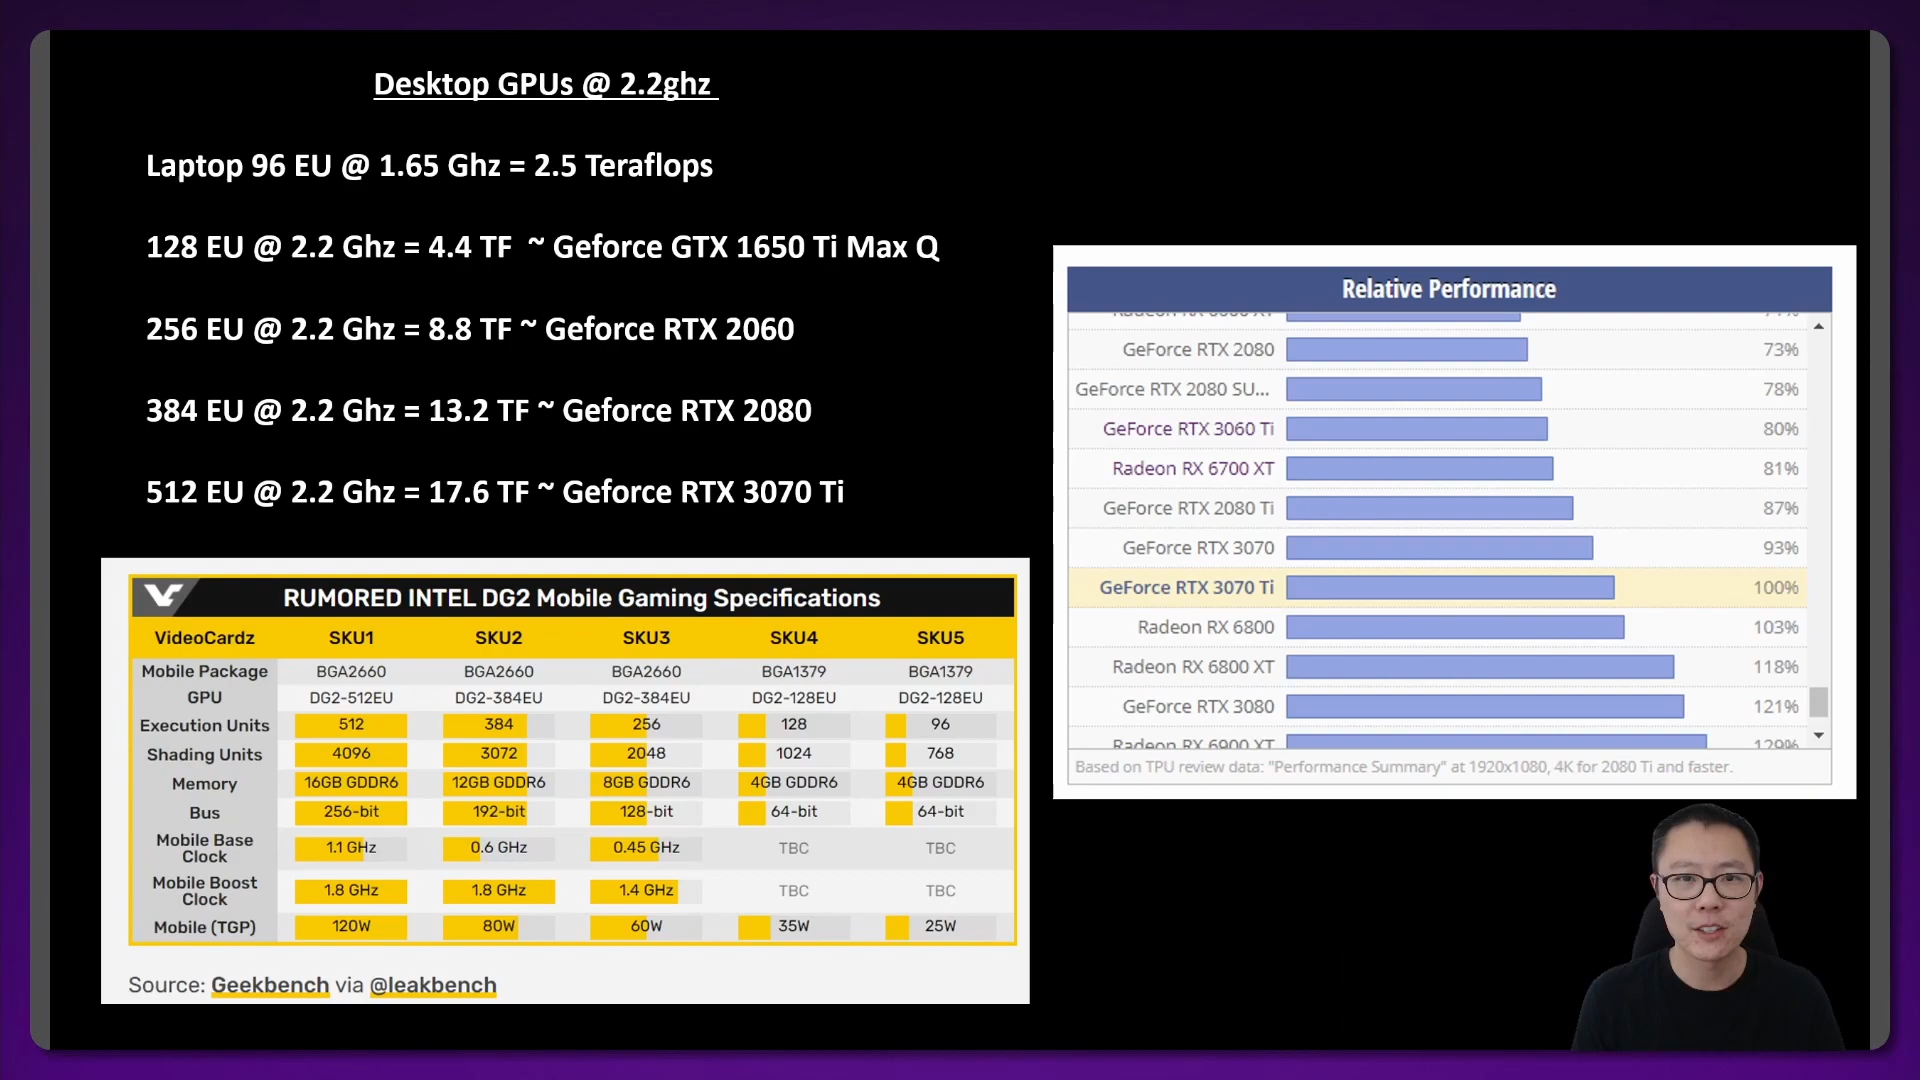 Desktop GPUs @ 2.2ghz
Laptop 96 EU @ 1.65 Ghz = 2.5 Teraflops
128 EU @ 2.2 Ghz = 4.4 TF ~ Geforce GTX 1650 Ti Max Q
256 EU @ 2.2 Ghz = 8.8 TF ~ Geforce RTX 2060
384 EU @ 2.2 Ghz = 13.2 TF ~ Geforce RTX 2080
512 EU @ 2.2 Ghz = 17.6 TF ~ Geforce RTX 3070 Ti
RUMORED INTEL DG2 Mobile Gaming Specifications
VideoCardz SKU1 SKU2 SKU3 SKU4 SKU5
Mobile Package BGA2660 BGA2660 BGA2660 BGA1379 BGA1379
GPU DG2-512EU DG2-384EU DG2-384EU DG2-128EU DG2-128EU
Execution Units 512 384 256 128 96
Shading Units 4096 3072 2048 1024 768
Memory 16GB GDDR6 12GB GDDR6 8GB GDDR6 4GB GDDR6 4GB GDDR6
Bus 256-bit 192-bit 128-bit 64-bit 64-bit
Mobile Base
Clock 1.1 GHz 0.6 GHz 0.45 GHz TBC TBC
Mobile Boost
Clock 1.8 GHz 1.8 GHz 1.4 GHz TBC TBC
Mobile (TGP) 120W 80W 60W 35W 25W
Source: Geekbench via @leakbench
Relative Performance
GeForce RTX 2080 73%
GeForce RTX 2080 SU... 78%
GeForce RTX 3060 Ti 80%
Radeon RX 6700 XT 81%
GeForce RTX 2080 Ti 87%
GeForce RTX 3070 93%
GeForce RTX 3070 Ti 100%
Radeon RX 6800 103%
Radeon RX 6800 XT 118%
GeForce RTX 3080 121%
Radeon RX 6900 XT 129%
Based on TPU review data: "Performance Summary" at 1920x1080, 4K for 2080 Ti and faster.